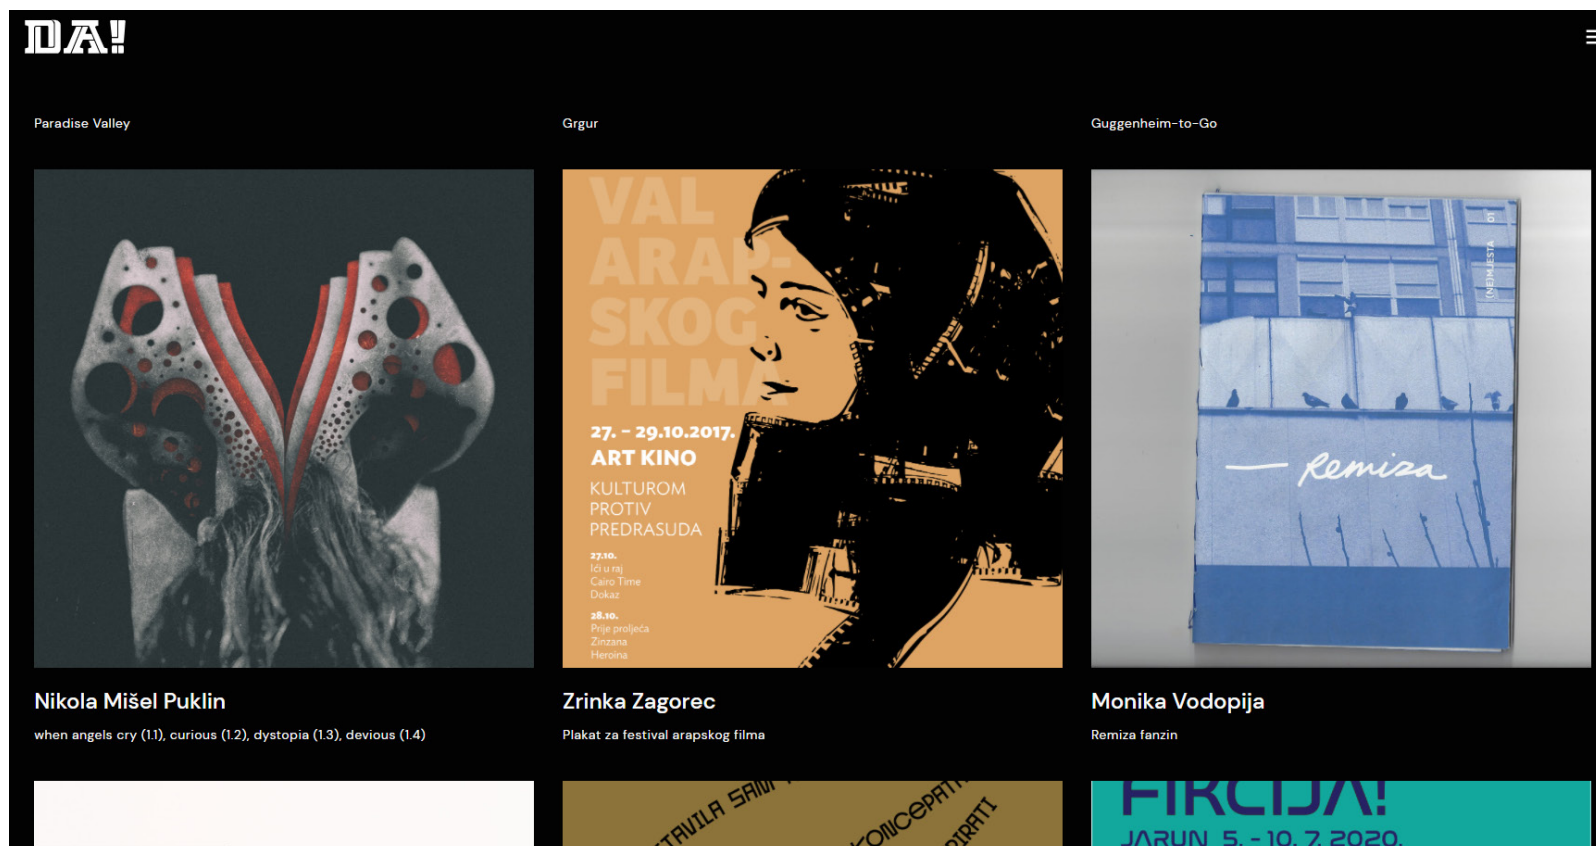 DA!!
Paradise Valley
Grgur
Guggenheim-to-Go
VAL
ARAP-
SKOG
FILMA
27. – 29.10.2017.
ART KINO
KULTUROM
PROTIV
PREDRASUDA
27.10.
Ići u raj
Cairo Time
Dokaz
28.10.
Prije proljeća
Zinzana
Heroina
(NE)MJESTA 01
— Remiza
Nikola Mišel Puklin
when angels cry (1.1), curious (1.2), dystopia (1.3), devious (1.4)
Zrinka Zagorec
Plakat za festival arapskog filma
Monika Vodopija
Remiza fanzin
FIKCIJA!
JARUN, 5. – 10. 7. 2020.